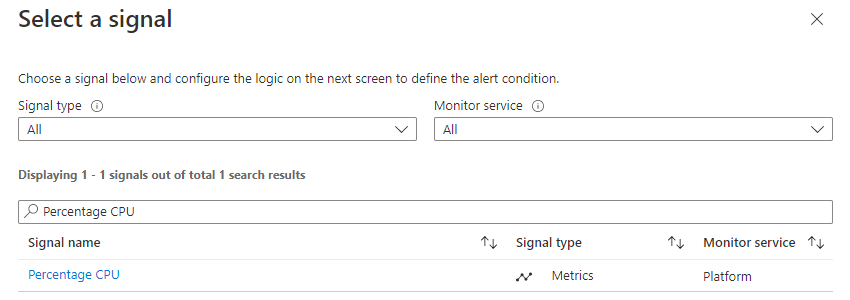 Select a signal
Choose a signal below and configure the logic on the next screen to define the alert condition.
Signal type Monitor service
All All
Displaying 1 - 1 signals out of total 1 search results
Percentage CPU
Signal name Signal type Monitor service
Percentage CPU Metrics Platform